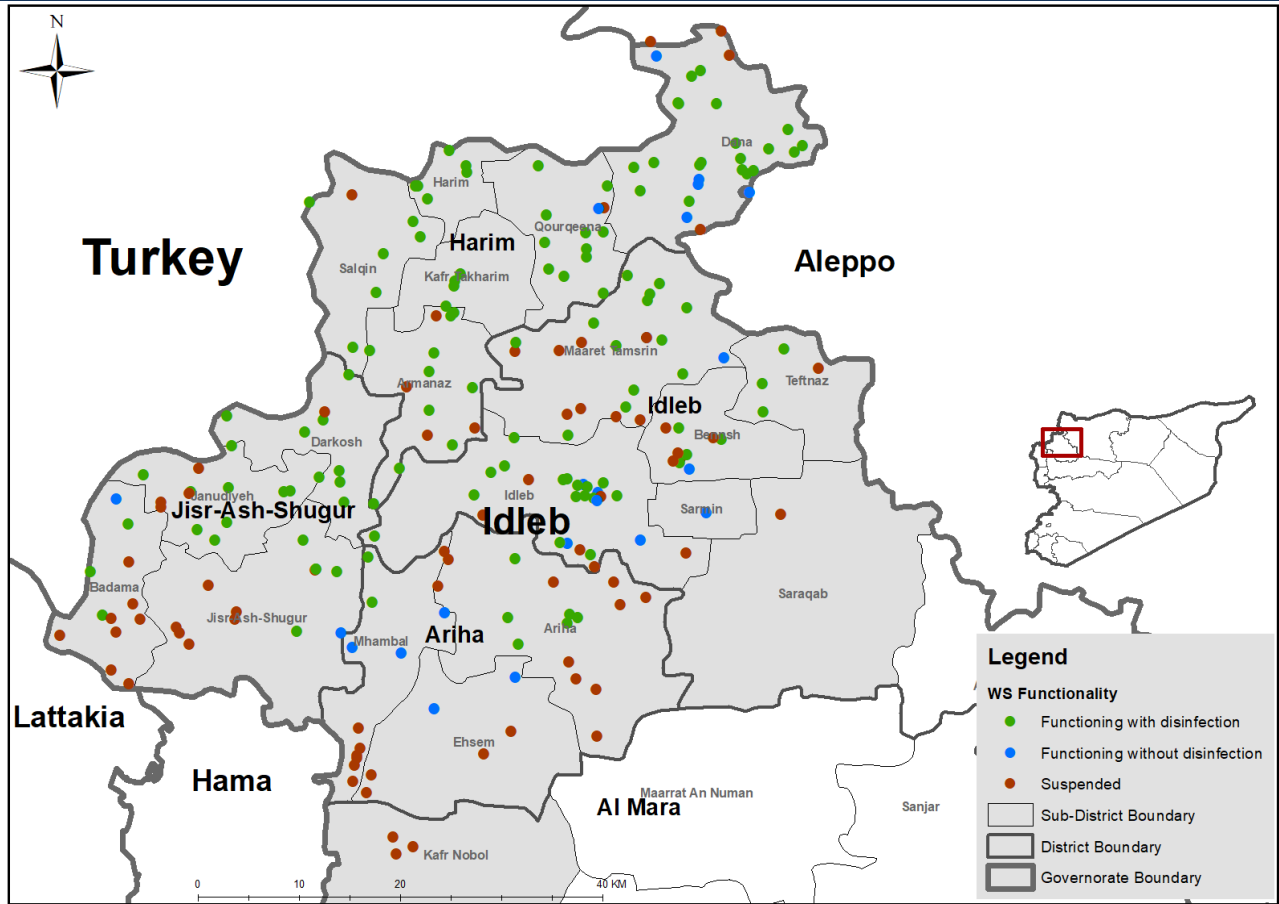 N
Dana
Harim
Turkey
Harim
Qourqeena
Aleppo
Salqin
Kafr Takharim
Maaret Tamsrin
Teftnaz
Armanaz
Idleb
Bennsh
Darkosh
Janudiyeh
Idleb
Jisr-Ash-Shugur
Idleb
Sarmin
Badama
Saraqab
Jisr-Ash-Shugur
Mhambal
Ariha
Ariha
Lattakia
Ehsem
Hama
Maarrat An Numan
Al Mara
Sanjar
Kafr Nobol
0 10 20 40 KM
Legend
WS Functionality
Functioning with disinfection
Functioning without disinfection
Suspended
Sub-District Boundary
District Boundary
Governorate Boundary